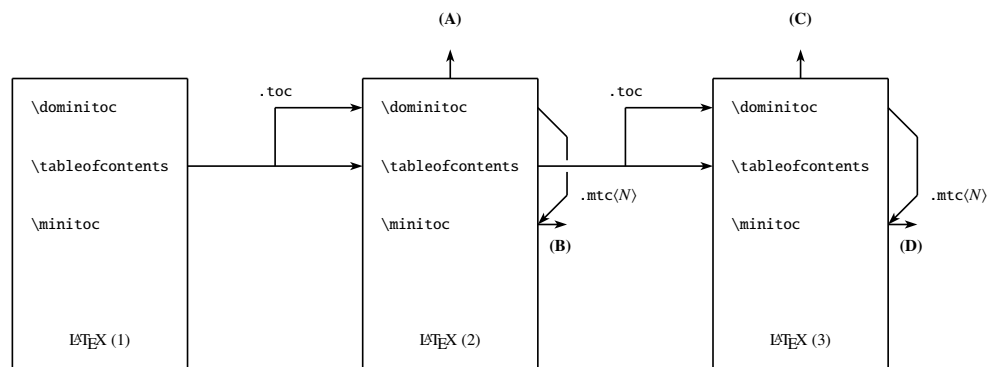 (A) (C)
.toc .toc
\dominitoc \dominitoc \dominitoc
\tableofcontents \tableofcontents \tableofcontents
.mtc⟨N⟩ .mtc⟨N⟩
\minitoc \minitoc \minitoc
(B) (D)
LATEX (1) LATEX (2) LATEX (3)